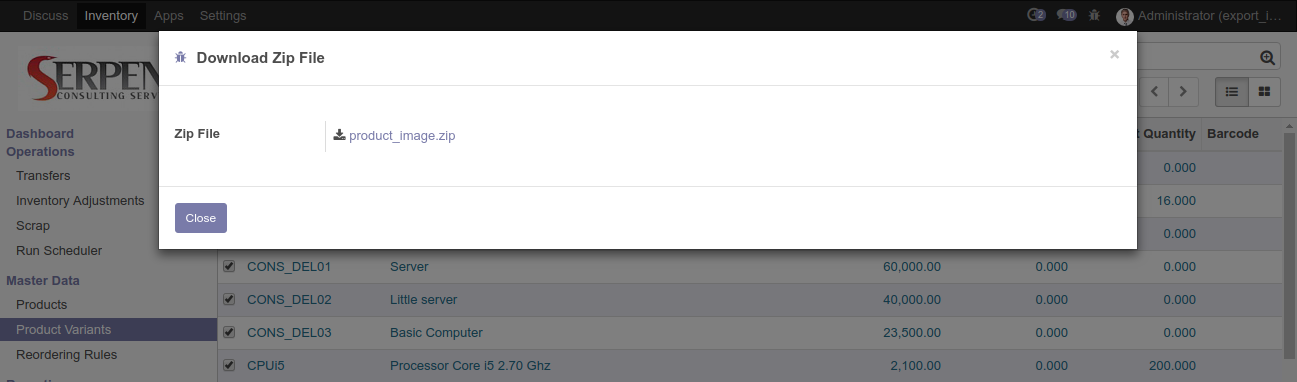 Discuss Inventory Apps Settings 2 10 Administrator (export_i…
Download Zip File ×
SERPEN
CONSULTING SERV
Zip File product_image.zip
Close
Dashboard
Operations
Transfers
Inventory Adjustments
Scrap
Run Scheduler
Master Data
Products
Product Variants
Reordering Rules
t Quantity Barcode
0.000
16.000
0.000
CONS_DEL01 Server 60,000.00 0.000 0.000
CONS_DEL02 Little server 40,000.00 0.000 0.000
CONS_DEL03 Basic Computer 23,500.00 0.000 0.000
CPUi5 Processor Core i5 2.70 Ghz 2,100.00 0.000 200.000